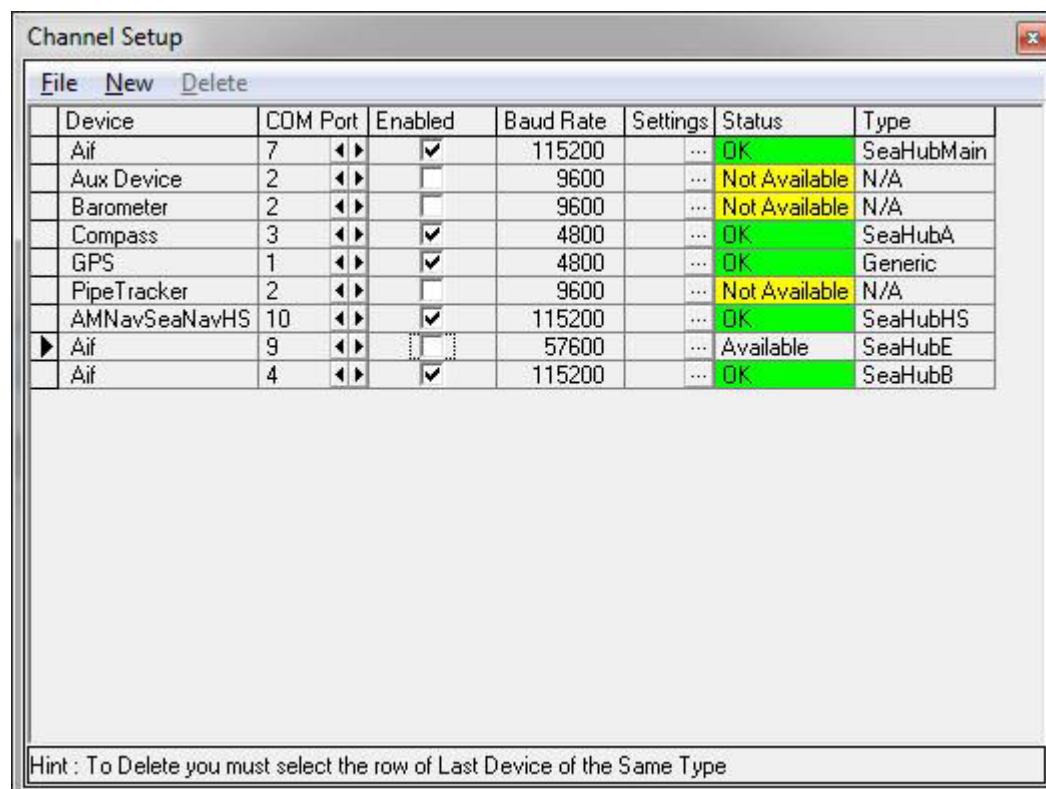 Channel Setup
File New Delete
Device COM Port Enabled Baud Rate Settings Status Type
Aif 7 115200 ... OK SeaHubMain
Aux Device 2 9600 ... Not Available N/A
Barometer 2 9600 ... Not Available N/A
Compass 3 4800 ... OK SeaHubA
GPS 1 4800 ... OK Generic
PipeTracker 2 9600 ... Not Available N/A
AMNavSeaNavHS 10 115200 ... OK SeaHubHS
Aif 9 57600 ... Available SeaHubE
Aif 4 115200 ... OK SeaHubB
Hint : To Delete you must select the row of Last Device of the Same Type